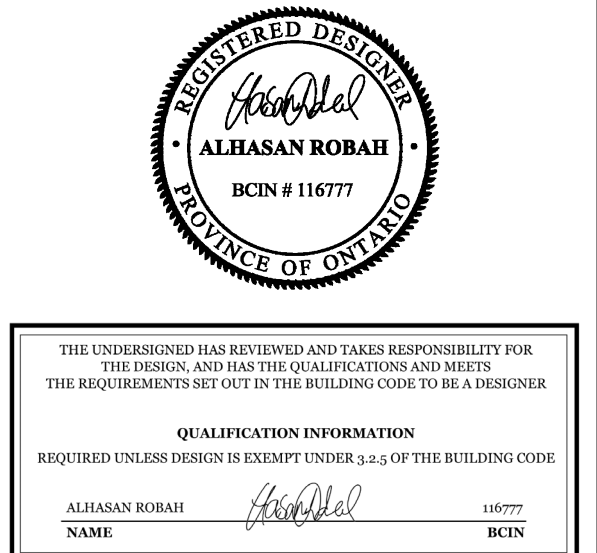 REGISTERED DESIGNER
ALHASAN ROBAH
BCIN # 116777
PROVINCE OF ONTARIO
THE UNDERSIGNED HAS REVIEWED AND TAKES RESPONSIBILITY FOR
THE DESIGN, AND HAS THE QUALIFICATIONS AND MEETS
THE REQUIREMENTS SET OUT IN THE BUILDING CODE TO BE A DESIGNER
QUALIFICATION INFORMATION
REQUIRED UNLESS DESIGN IS EXEMPT UNDER 3.2.5 OF THE BUILDING CODE
ALHASAN ROBAH 116777
NAME BCIN